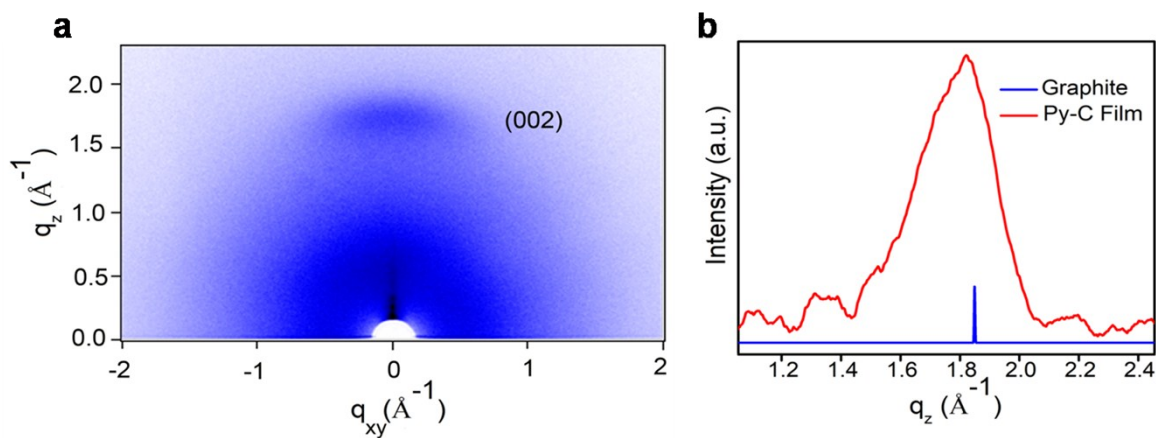 a
b
2.0
1.5
1.0
0.5
0.0
q_z (Å⁻¹)
(002)
-2
-1
0
1
2
q_xy (Å⁻¹)
Graphite
Py-C Film
Intensity (a.u.)
1.2
1.4
1.6
1.8
2.0
2.2
2.4
q_z (Å⁻¹)